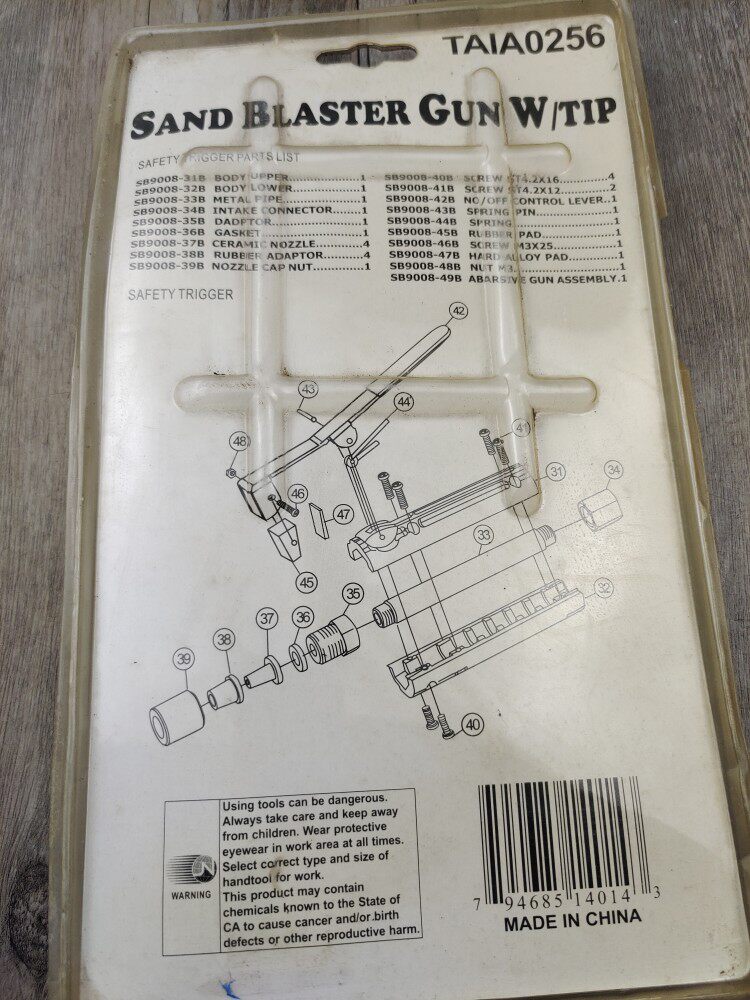 TAIA0256
SAND BLASTER GUN W/TIP
SAFETY TRIGGER PARTS LIST
SB9008-31B BODY UPPER................1
SB9008-32B BODY LOWER...............1
SB9008-33B METAL PIPE.................1
SB9008-34B INTAKE CONNECTOR.......1
SB9008-35B DADPTOR....................1
SB9008-36B GASKET......................1
SB9008-37B CERAMIC NOZZLE..........4
SB9008-38B RUBBER ADAPTOR.........4
SB9008-39B NOZZLE CAP NUT...........1
SB9008-40B SCREW ST4.2X16..........4
SB9008-41B SCREW ST4.2X12..........2
SB9008-42B NO/OFF CONTROL LEVER..1
SB9008-43B SPRING PIN.................1
SB9008-44B SPRING......................1
SB9008-45B RUBBER PAD................1
SB9008-46B SCREW M3X25.............1
SB9008-47B HARD ALLOY PAD..........1
SB9008-48B NUT M3.....................1
SB9008-49B ABARSIVE GUN ASSEMBLY.1
SAFETY TRIGGER
42
43
44
48
41
46
31
34
47
33
45
35
32
36
37
38
39
40
WARNING
Using tools can be dangerous.
Always take care and keep away
from children. Wear protective
eyewear in work area at all times.
Select correct type and size of
handtool for work.
This product may contain
chemicals known to the State of
CA to cause cancer and/or.birth
defects or other reproductive harm.
7 94685 14014 3
MADE IN CHINA